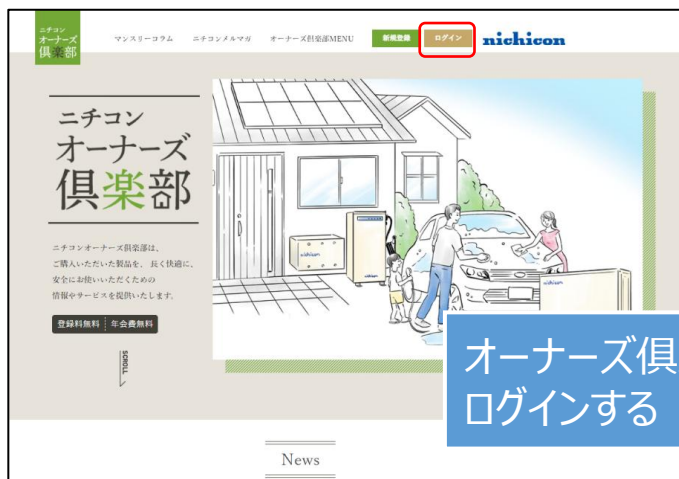 ニチコン
オーナーズ
倶楽部
マンスリーコラム
ニチコンメルマガ
オーナーズ倶楽部MENU
新規登録
ログイン
nichicon
ニチコン
オーナーズ
倶楽部
ニチコンオーナーズ倶楽部は、
ご購入いただいた製品を、長く快適に、
安全にお使いいただくための
情報やサービスを提供いたします。
登録料無料
年会費無料
SCROLL
nichicon
nichicon
nichicon
オーナーズ倶
ログインする
News